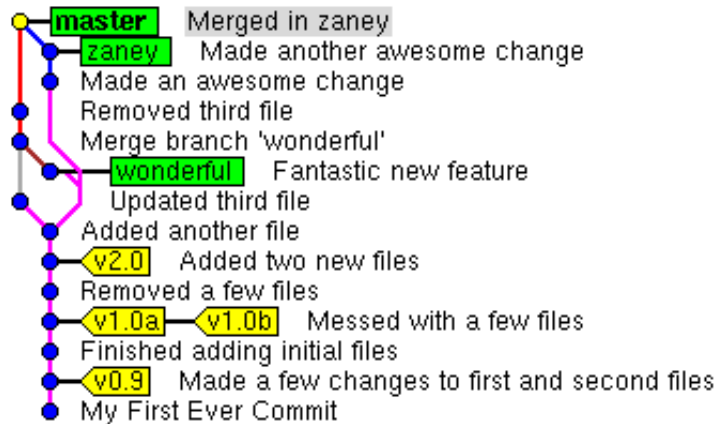 master Merged in zaney
zaney Made another awesome change
Made an awesome change
Removed third file
Merge branch 'wonderful'
wonderful Fantastic new feature
Updated third file
Added another file
v2.0 Added two new files
Removed a few files
v1.0a v1.0b Messed with a few files
Finished adding initial files
v0.9 Made a few changes to first and second files
My First Ever Commit